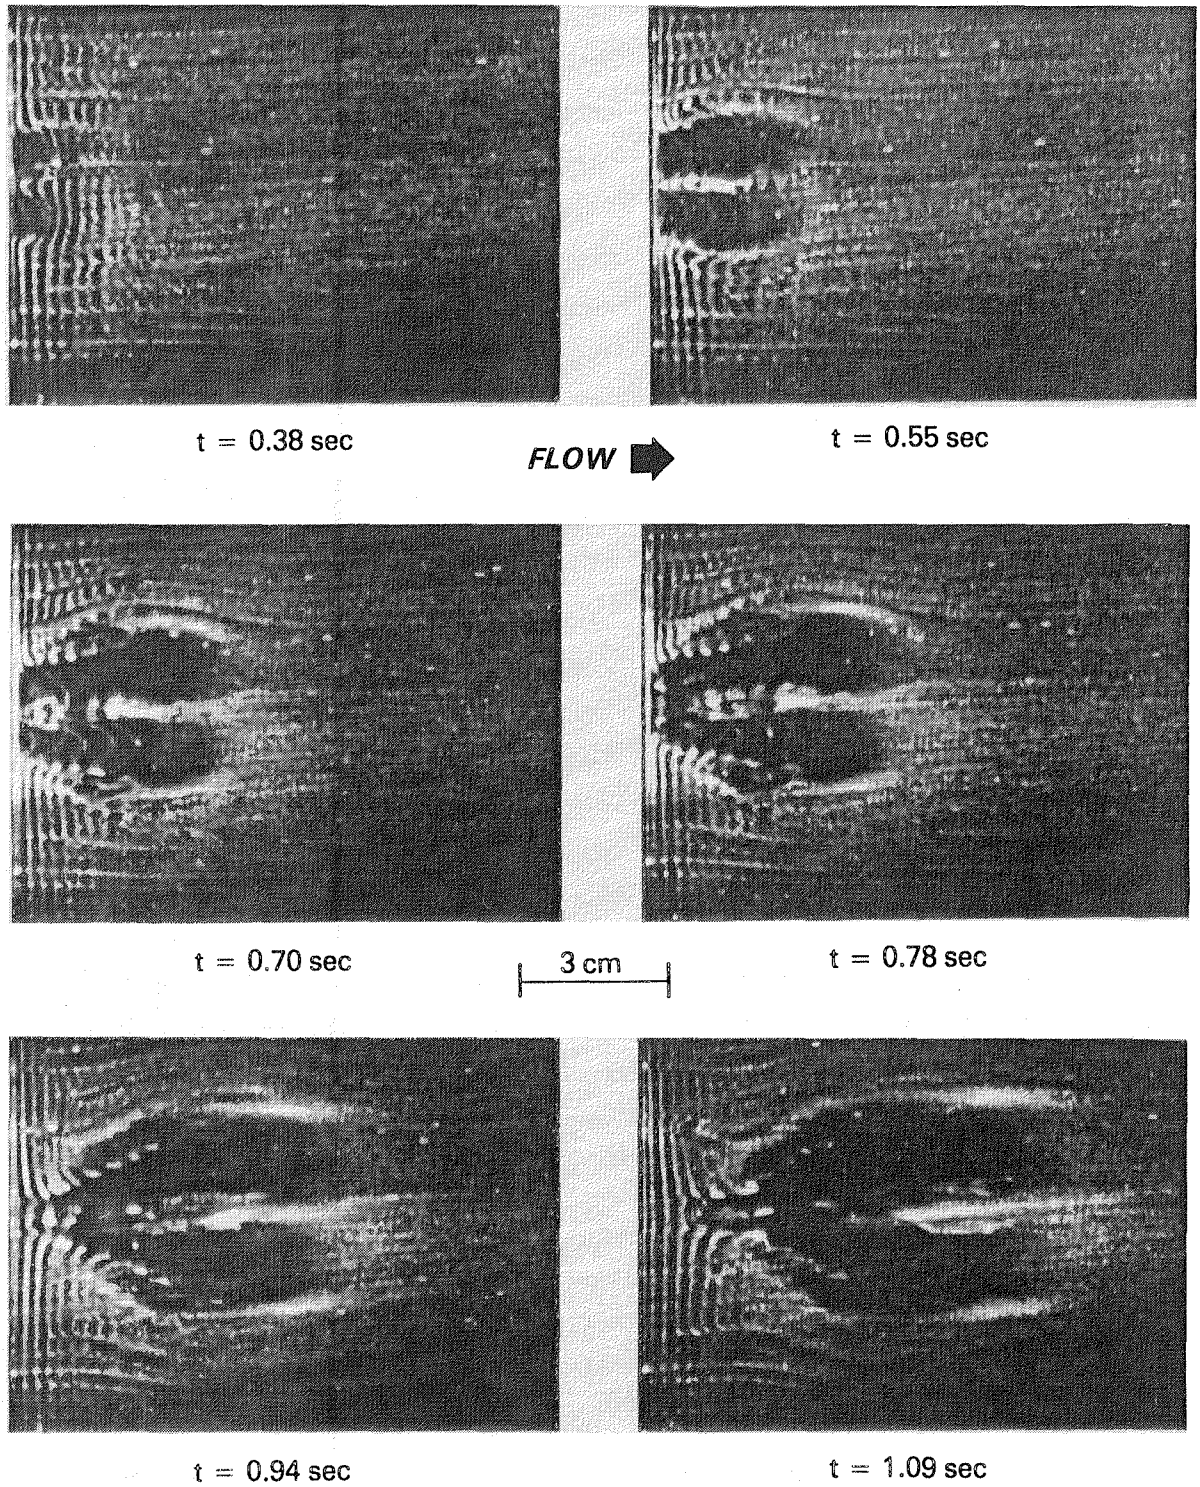 t = 0.38 sec
t = 0.55 sec
FLOW
t = 0.70 sec
t = 0.78 sec
3 cm
t = 0.94 sec
t = 1.09 sec